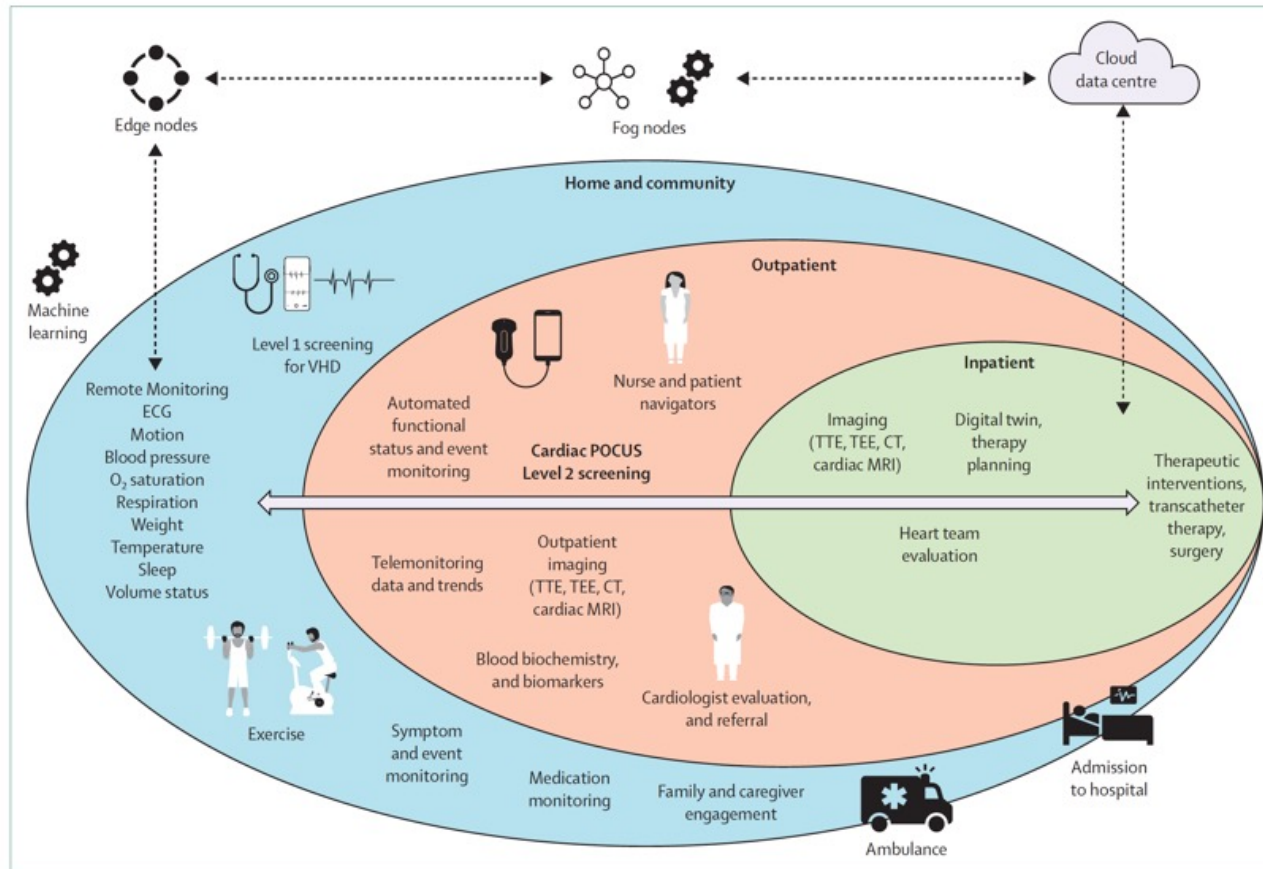 Edge nodes
Fog nodes
Cloud
data centre
Home and community
Machine
learning
Level 1 screening
for VHD
Outpatient
Nurse and patient
navigators
Inpatient
Remote Monitoring
ECG
Motion
Blood pressure
O₂ saturation
Respiration
Weight
Temperature
Sleep
Volume status
Automated
functional
status and event
monitoring
Cardiac POCUS
Level 2 screening
Imaging
(TTE, TEE, CT,
cardiac MRI)
Digital twin,
therapy
planning
Therapeutic
interventions,
transcatheter
therapy,
surgery
Heart team
evaluation
Telemonitoring
data and trends
Outpatient
imaging
(TTE, TEE, CT,
cardiac MRI)
Blood biochemistry,
and biomarkers
Cardiologist evaluation,
and referral
Exercise
Symptom
and event
monitoring
Medication
monitoring
Family and caregiver
engagement
Ambulance
Admission
to hospital